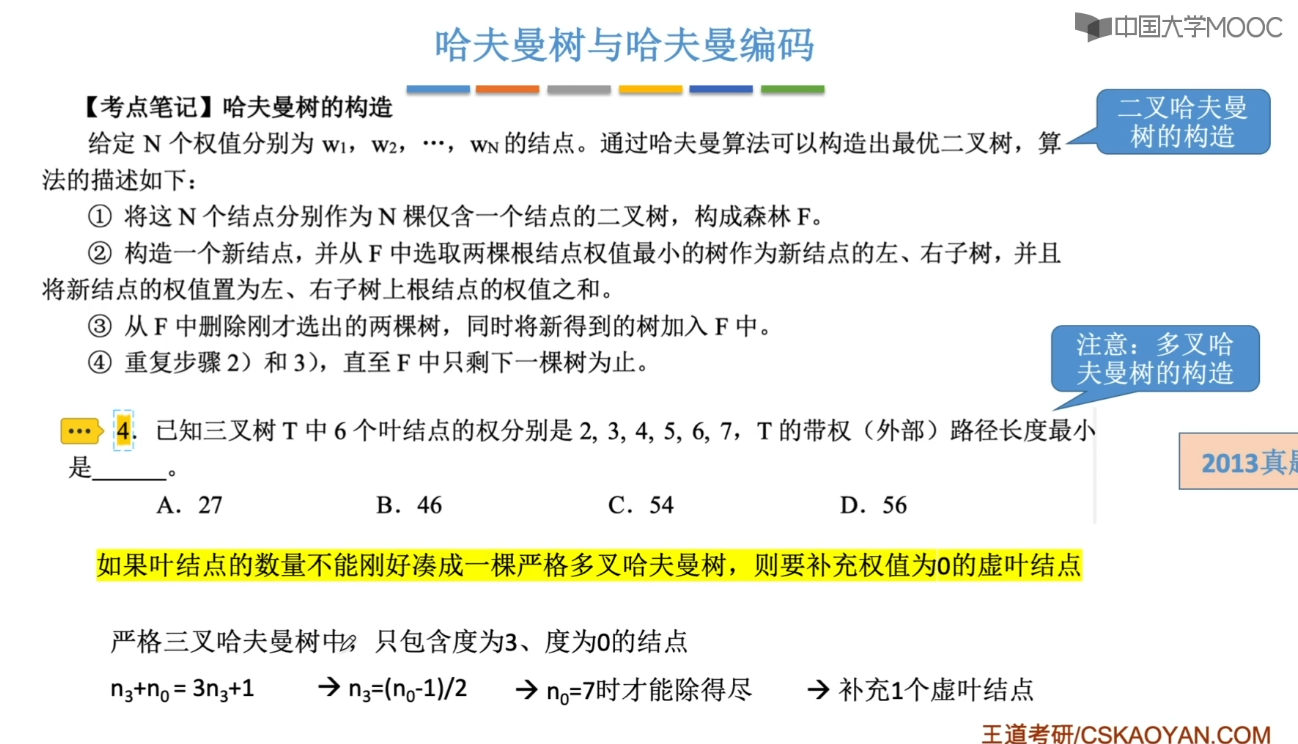 中国大学MOOC
哈夫曼树与哈夫曼编码
【考点笔记】哈夫曼树的构造
二叉哈夫曼
树的构造
给定 N 个权值分别为 w₁，w₂，…，wN 的结点。通过哈夫曼算法可以构造出最优二叉树，算
法的描述如下：
① 将这 N 个结点分别作为 N 棵仅含一个结点的二叉树，构成森林 F。
② 构造一个新结点，并从 F 中选取两棵根结点权值最小的树作为新结点的左、右子树，并且
将新结点的权值置为左、右子树上根结点的权值之和。
③ 从 F 中删除刚才选出的两棵树，同时将新得到的树加入 F 中。
④ 重复步骤 2）和 3），直至 F 中只剩下一棵树为止。
注意：多叉哈
夫曼树的构造
4．已知三叉树 T 中 6 个叶结点的权分别是 2, 3, 4, 5, 6, 7，T 的带权（外部）路径长度最小
是______。
2013真
A．27 B．46 C．54 D．56
如果叶结点的数量不能刚好凑成一棵严格多叉哈夫曼树，则要补充权值为0的虚叶结点
严格三叉哈夫曼树中，只包含度为3、度为0的结点
n₃+n₀ = 3n₃+1 → n₃=(n₀-1)/2 → n₀=7时才能除得尽 → 补充1个虚叶结点
王道考研/CSKAOYAN.COM